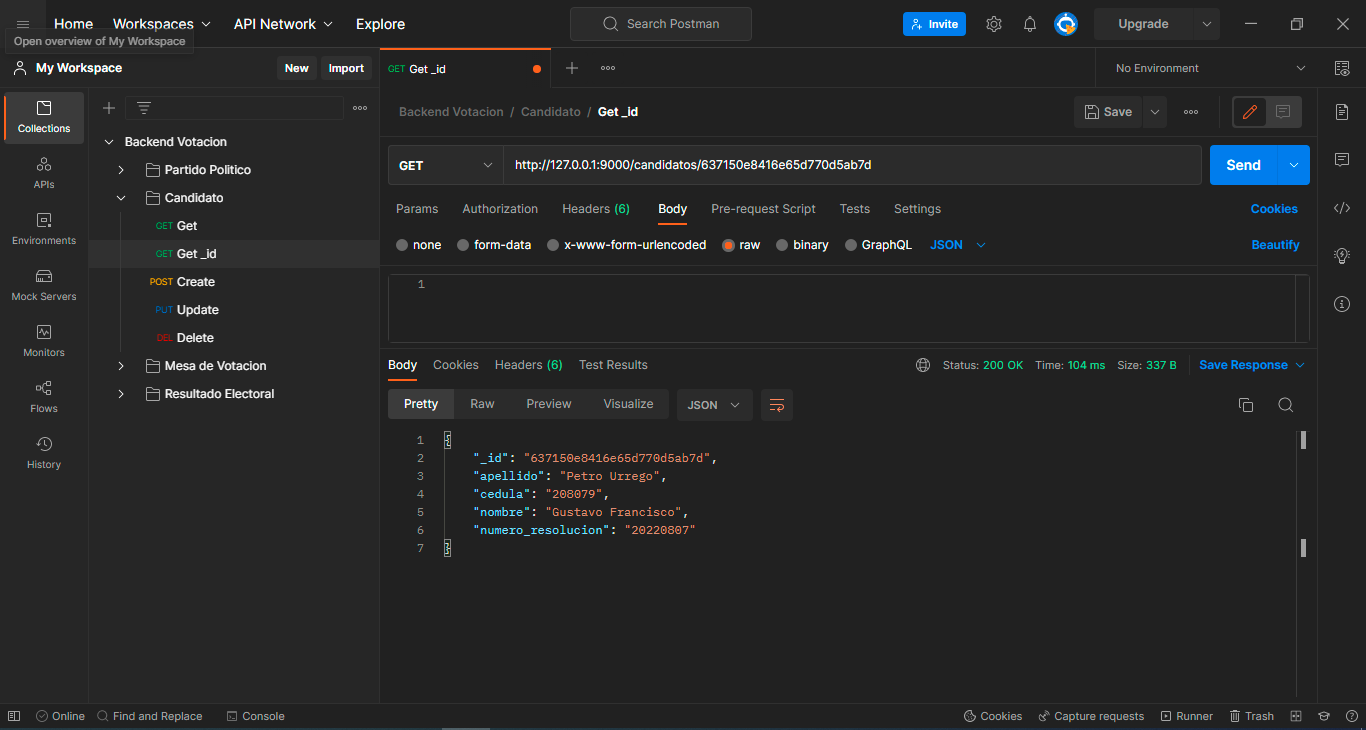 Home Workspaces API Network Explore Search Postman Invite Upgrade
Open overview of My Workspace
My Workspace New Import GET Get _id No Environment
Collections
APIs
Environments
Mock Servers
Monitors
Flows
History
Backend Votacion
Partido Politico
Candidato
GET Get
GET Get _id
POST Create
PUT Update
DEL Delete
Mesa de Votacion
Resultado Electoral
Backend Votacion / Candidato / Get _id Save
GET http://127.0.0.1:9000/candidatos/637150e8416e65d770d5ab7d Send
Params Authorization Headers (6) Body Pre-request Script Tests Settings Cookies
none form-data x-www-form-urlencoded raw binary GraphQL JSON Beautify
1
Body Cookies Headers (6) Test Results Status: 200 OK Time: 104 ms Size: 337 B Save Response
Pretty Raw Preview Visualize JSON
1 {
2 "_id": "637150e8416e65d770d5ab7d",
3 "apellido": "Petro Urrego",
4 "cedula": "208079",
5 "nombre": "Gustavo Francisco",
6 "numero_resolucion": "20220807"
7 }
Online Find and Replace Console Cookies Capture requests Runner Trash